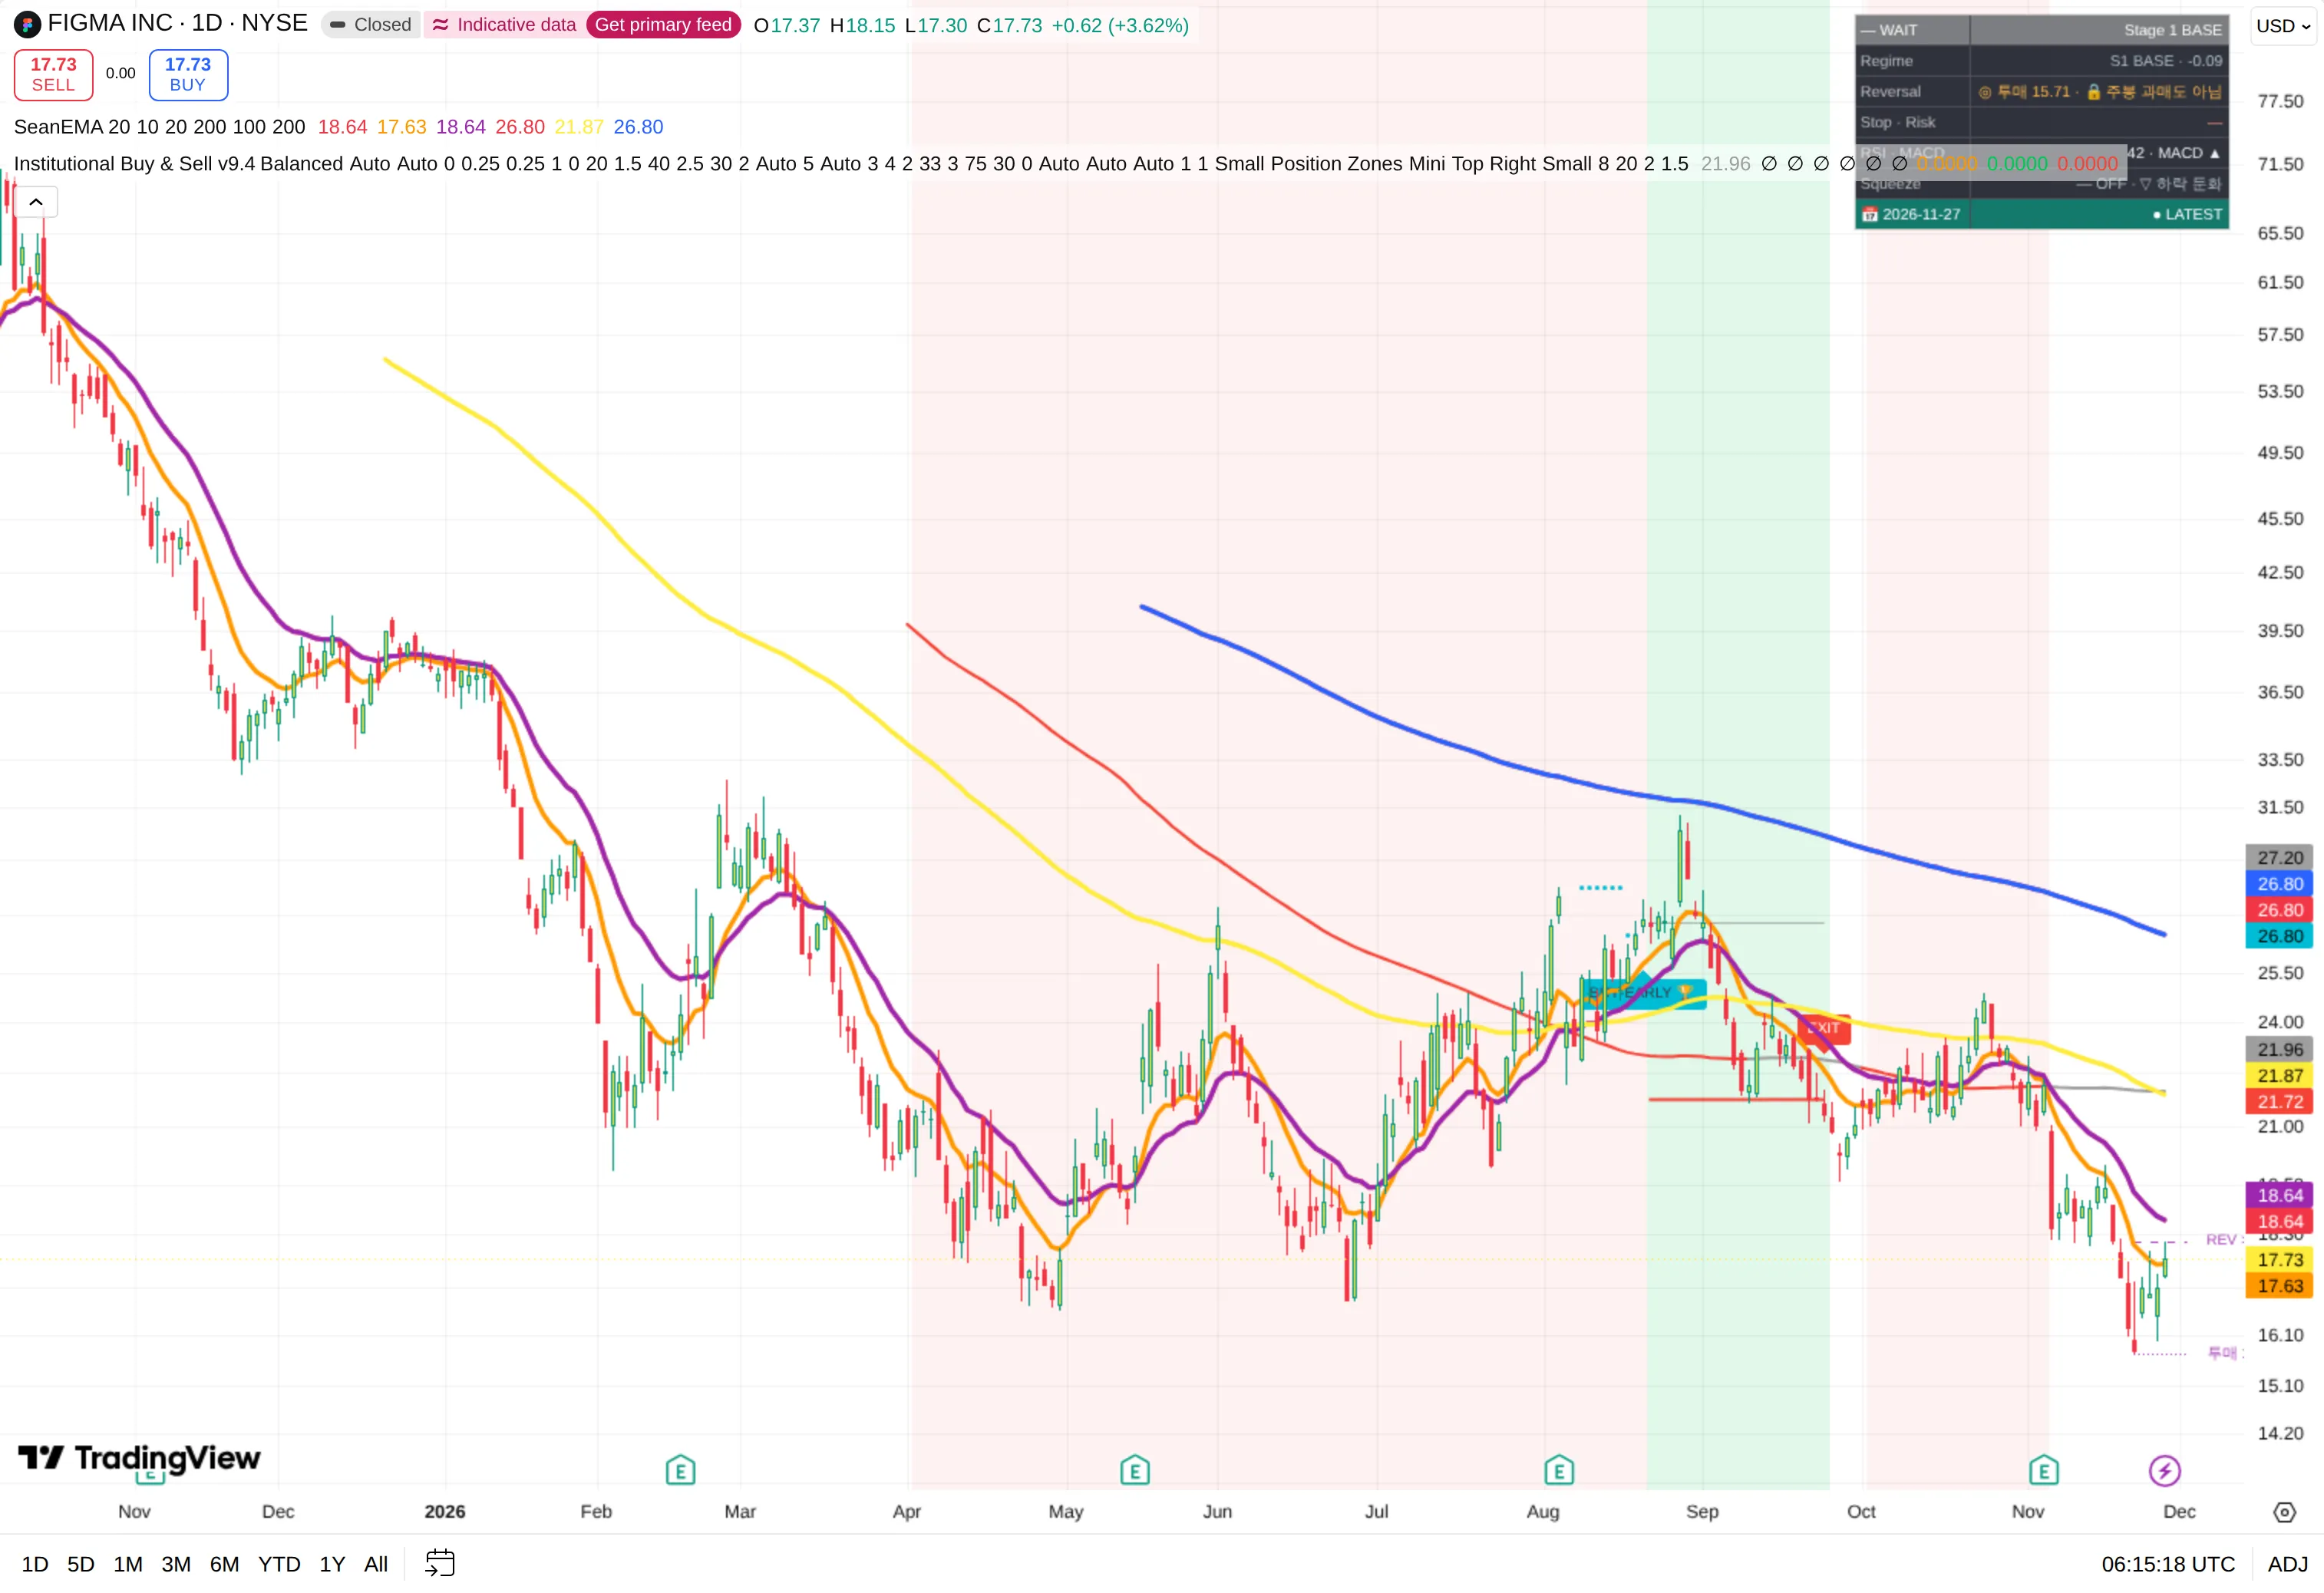 FIGMA INC · 1D · NYSE Closed Indicative data Get primary feed O17.37 H18.15 L17.30 C17.73 +0.62 (+3.62%)
17.73 SELL 0.00 17.73 BUY
SeanEMA 20 10 20 200 100 200 18.64 17.63 18.64 26.80 21.87 26.80
Institutional Buy & Sell v9.4 Balanced Auto Auto 0 0.25 0.25 1 0 20 1.5 40 2.5 30 2 Auto 5 Auto 3 4 2 33 3 75 30 0 Auto Auto Auto 1 1 Small Position Zones Mini Top Right Small 8 20 2 1.5 21.96 ∅ ∅ ∅ ∅ ∅ ∅ 0.0000 0.0000 0.0000
— WAIT Stage 1 BASE
Regime S1 BASE · -0.09
Reversal ◎ 투매 15.71 · 🔒 주봉 과매도 아님
Stop · Risk —
RSI · MACD 42 · MACD ▲
Squeeze — OFF · ▽ 하락 둔화
📅 2026-11-27 ● LATEST
USD
77.50
71.50
65.50
61.50
57.50
53.50
49.50
45.50
42.50
39.50
36.50
33.50
31.50
27.20
26.80
26.80
26.80
25.50
24.00
21.96
21.87
21.72
21.00
18.64
18.64
18.30
17.73
17.63
16.10
15.10
14.20
EARLY 🏆
EXIT
REV :
투매 :
TradingView
E E E E E
Nov Dec 2026 Feb Mar Apr May Jun Jul Aug Sep Oct Nov Dec
1D 5D 1M 3M 6M YTD 1Y All 06:15:18 UTC ADJ